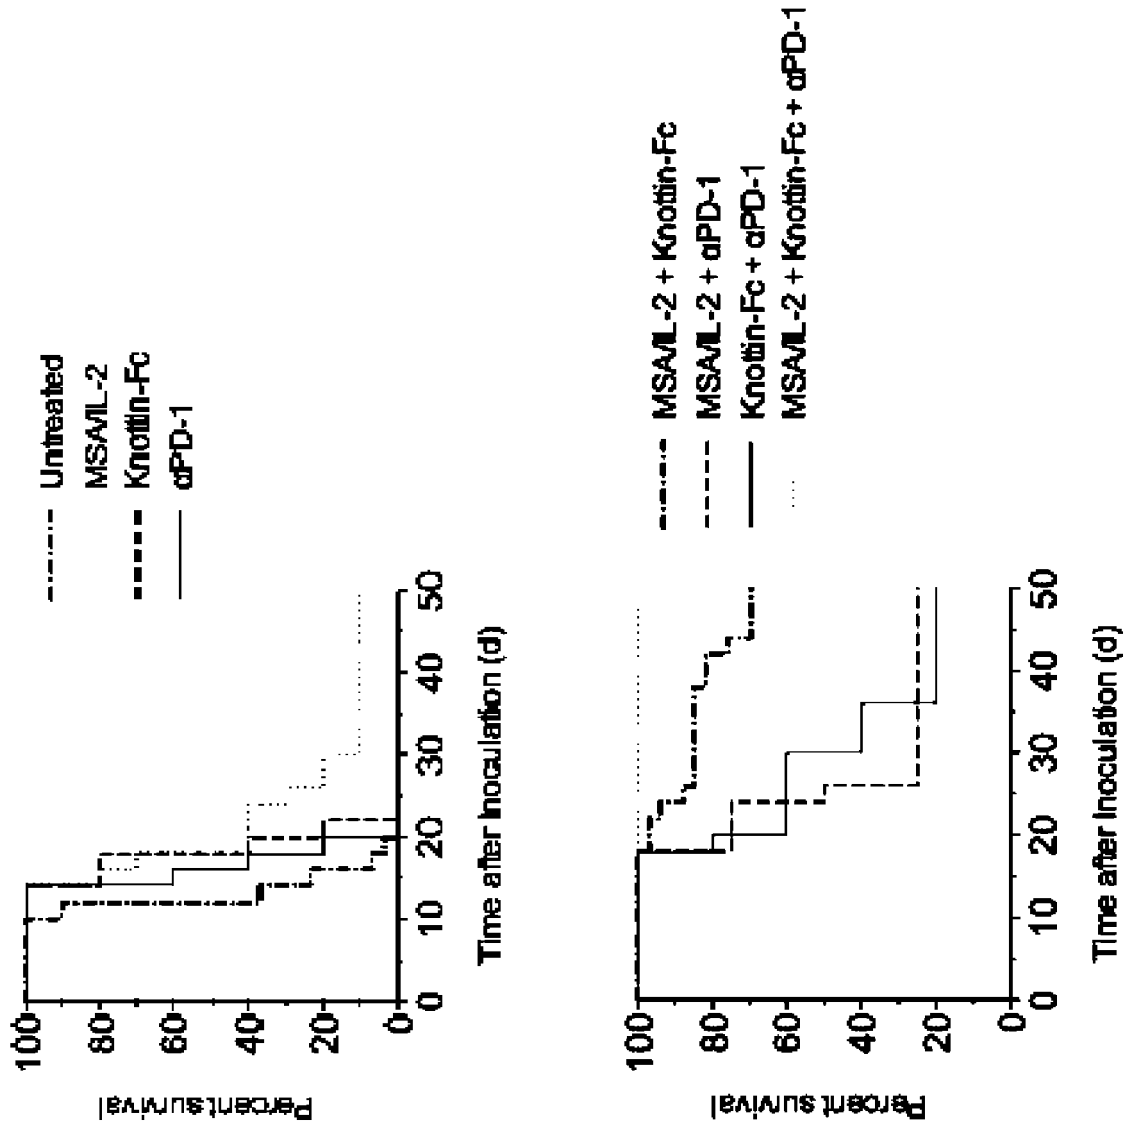 Percent survival
100
80
60
40
20
0
0 10 20 30 40 50
Time after Inoculation (d)
Untreated
MSA/IL-2
Knottin-Fc
αPD-1
Percent survival
100
80
60
40
20
0
0 10 20 30 40 50
Time after Inoculation (d)
MSA/IL-2 + Knottin-Fc
MSA/IL-2 + αPD-1
Knottin-Fc + αPD-1
MSA/IL-2 + Knottin-Fc + αPD-1